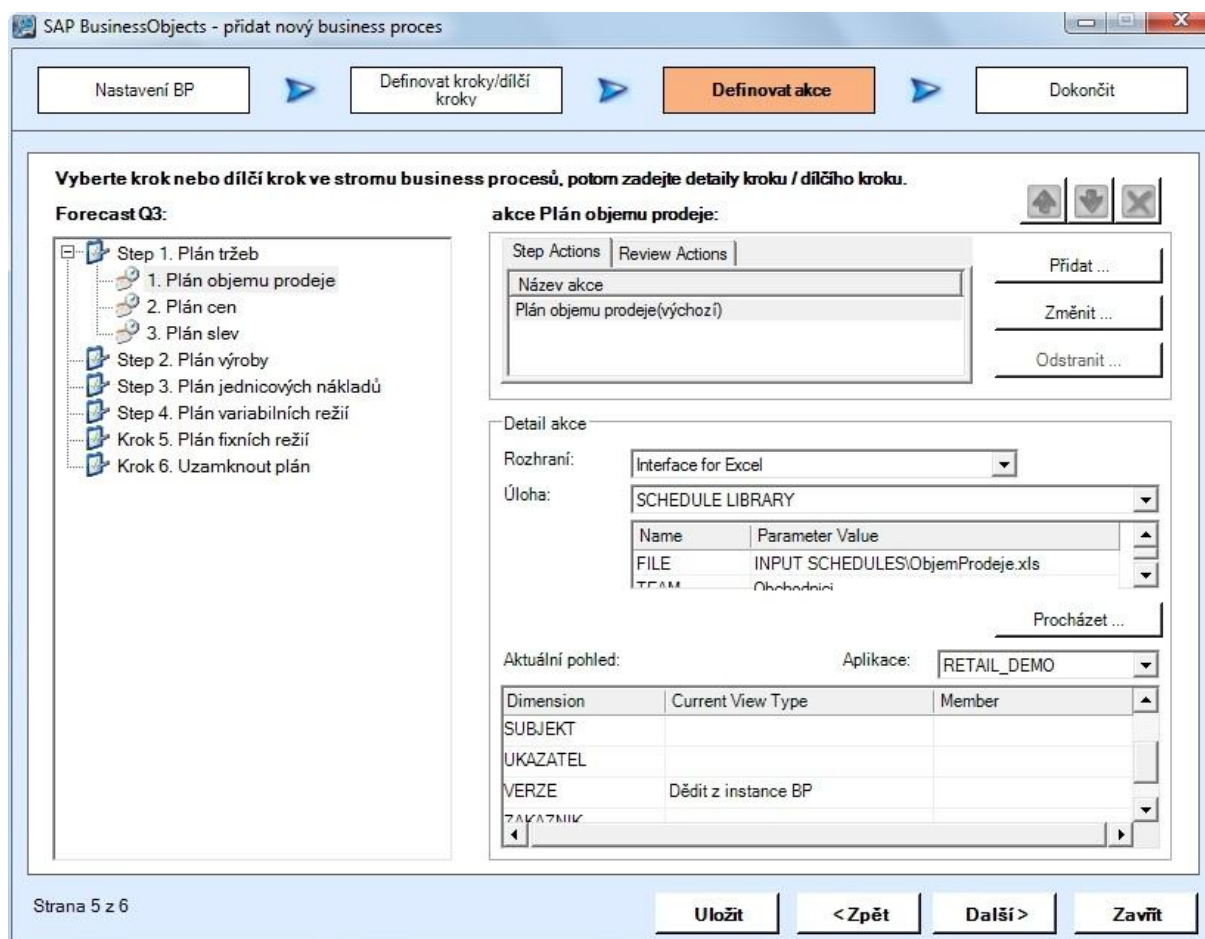 SAP BusinessObjects - přidat nový business proces
Nastavení BP
Definovat kroky/dílčí
kroky
Definovat akce
Dokončit
Vyberte krok nebo dílčí krok ve stromu business procesů, potom zadejte detaily kroku / dílčího kroku.
Forecast Q3:
Step 1. Plán tržeb
1. Plán objemu prodeje
2. Plán cen
3. Plán slev
Step 2. Plán výroby
Step 3. Plán jednicových nákladů
Step 4. Plán variabilních režií
Krok 5. Plán fixních režií
Krok 6. Uzamknout plán
akce Plán objemu prodeje:
Step Actions Review Actions
Název akce
Plán objemu prodeje(výchozí)
Přidat ...
Změnit ...
Odstranit ...
Detail akce
Rozhraní: Interface for Excel
Úloha: SCHEDULE LIBRARY
Name Parameter Value
FILE INPUT SCHEDULES\ObjemProdeje.xls
TEAM Obchodnici
Procházet ...
Aktuální pohled: Aplikace: RETAIL_DEMO
Dimension Current View Type Member
SUBJEKT
UKAZATEL
VERZE Dědit z instance BP
ZAKAZNIK
Strana 5 z 6
Uložit < Zpět Další > Zavřít